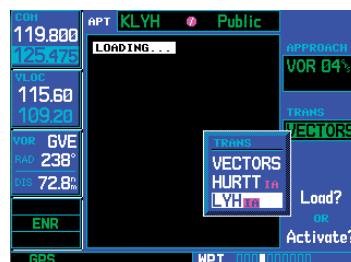 COM
119.800
125.475
VLOC
115.60
109.20
VOR GVE
RAD 238°
DIS 72.8nm
ENR
GPS
APT KLYH Public
LOADING...
APPROACH
VOR 04
TRANS
VECTORS
TRANS
VECTORS
HURTT IA
LYH IA
Load?
OR
Activate?
WPT